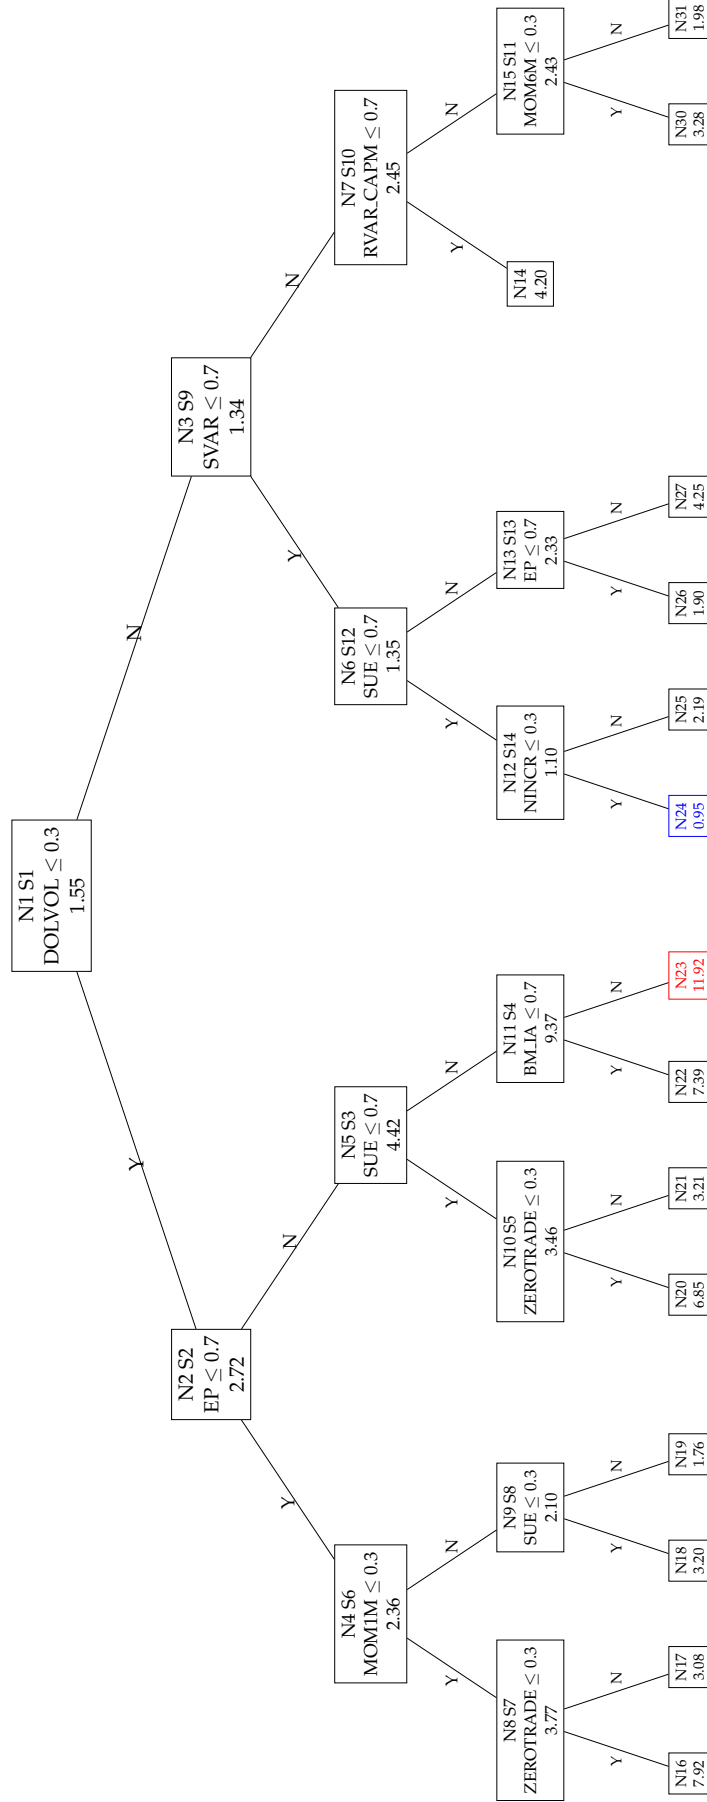 N1 S1
DOLVOL ≤ 0.3
1.55
Y
N
N2 S2
EP ≤ 0.7
2.72
N3 S9
SVAR ≤ 0.7
1.34
Y
N
Y
N
N4 S6
MOM1M ≤ 0.3
2.36
N5 S3
SUE ≤ 0.7
4.42
N6 S12
SUE ≤ 0.7
1.35
N7 S10
RVAR_CAPM ≤ 0.7
2.45
Y
N
Y
N
Y
N
Y
N
N8 S7
ZEROTRADE ≤ 0.3
3.77
N9 S8
SUE ≤ 0.3
2.10
N10 S5
ZEROTRADE ≤ 0.3
3.46
N11 S4
BM_IA ≤ 0.7
9.37
N12 S14
NINCR ≤ 0.3
1.10
N13 S13
EP ≤ 0.7
2.33
N14
4.20
N15 S11
MOM6M ≤ 0.3
2.43
Y
N
Y
N
Y
N
Y
N
Y
N
Y
N
Y
N
N16
7.92
N17
3.08
N18
3.20
N19
1.76
N20
6.85
N21
3.21
N22
7.39
N23
11.92
N24
0.95
N25
2.19
N26
1.90
N27
4.25
N30
3.28
N31
1.98